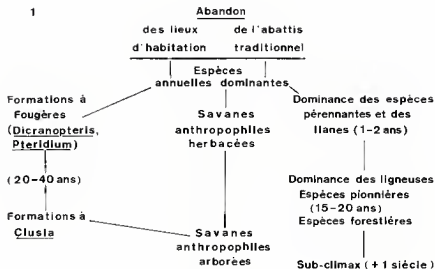 1
Abandon
des lieux de l'abattis
d'habitation traditionnel
Espèces
annuelles dominantes
Formations à
Fougères
(Dicranopteris,
Pteridium)
(20-40 ans)
Formations à
Clusia
Savanes
anthropophiles
herbacées
Savanes
anthropophiles
arborées
Dominance des espèces
pérennantes et des
lianes (1-2 ans)
Dominance des ligneuses
Espèces pionnières
(15-20 ans)
Espèces forestières
Sub-climax (+1 siécle)